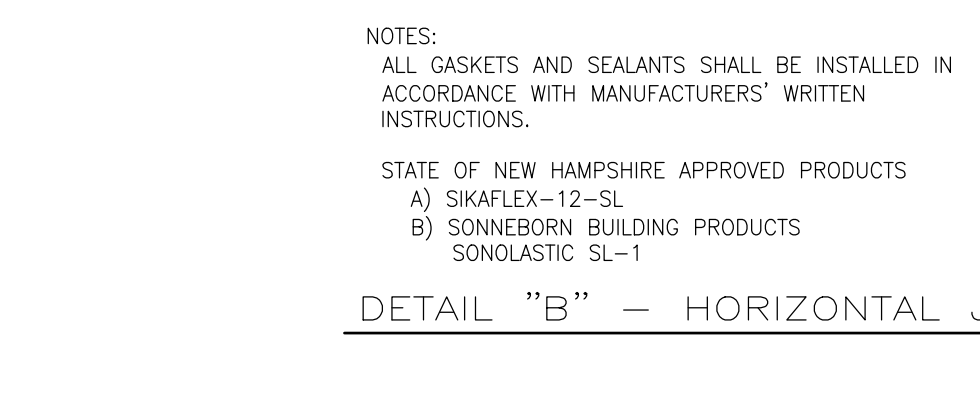 NOTES:
ALL GASKETS AND SEALANTS SHALL BE INSTALLED IN
ACCORDANCE WITH MANUFACTURERS' WRITTEN
INSTRUCTIONS.
STATE OF NEW HAMPSHIRE APPROVED PRODUCTS
A) SIKAFLEX-12-SL
B) SONNEBORN BUILDING PRODUCTS
SONOLASTIC SL-1
DETAIL "B" - HORIZONTAL